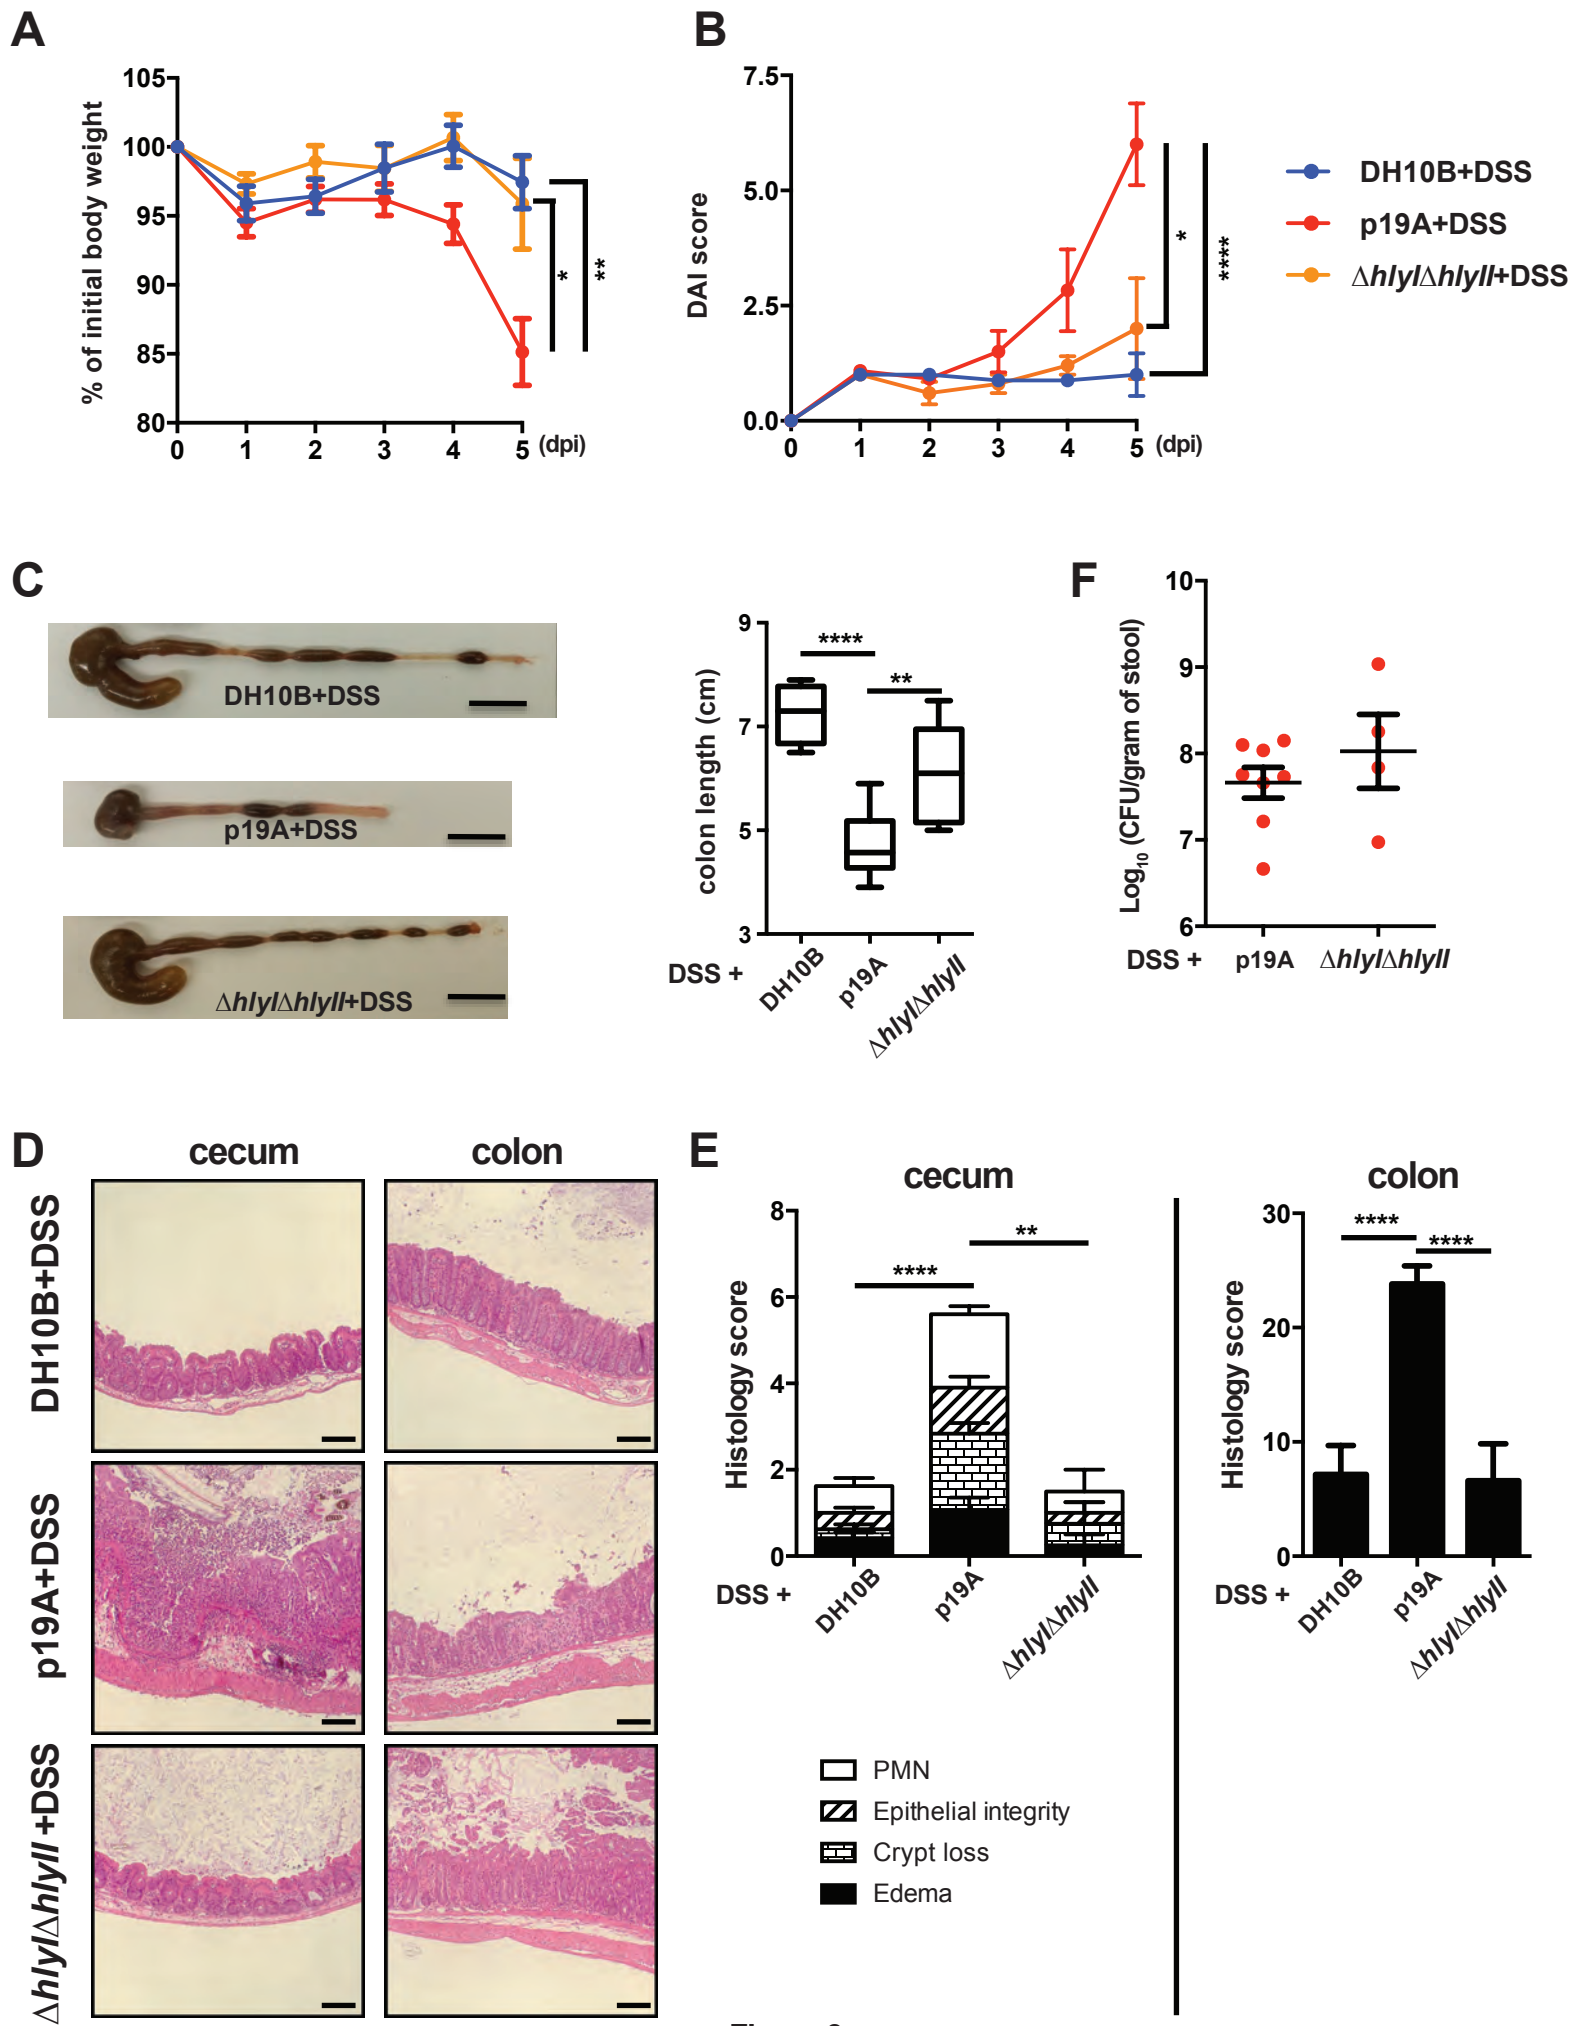 A
% of initial body weight
105
100
95
90
85
80
0 1 2 3 4 5 (dpi)
*
**
B
DAI score
7.5
5.0
2.5
0.0
0 1 2 3 4 5 (dpi)
*
****
DH10B+DSS
p19A+DSS
ΔhlyIΔhlyII+DSS
C
DH10B+DSS
p19A+DSS
ΔhlyIΔhlyII+DSS
colon length (cm)
9
7
5
3
****
**
DSS +
DH10B
p19A
ΔhlyIΔhlyII
F
Log10 (CFU/gram of stool)
10
9
8
7
6
DSS + p19A ΔhlyIΔhlyII
D
cecum colon
DH10B+DSS
p19A+DSS
ΔhlyIΔhlyII +DSS
E
cecum
Histology score
8
6
4
2
0
****
**
DSS +
DH10B
p19A
ΔhlyIΔhlyII
PMN
Epithelial integrity
Crypt loss
Edema
colon
Histology score
30
20
10
0
****
****
DSS +
DH10B
p19A
ΔhlyIΔhlyII